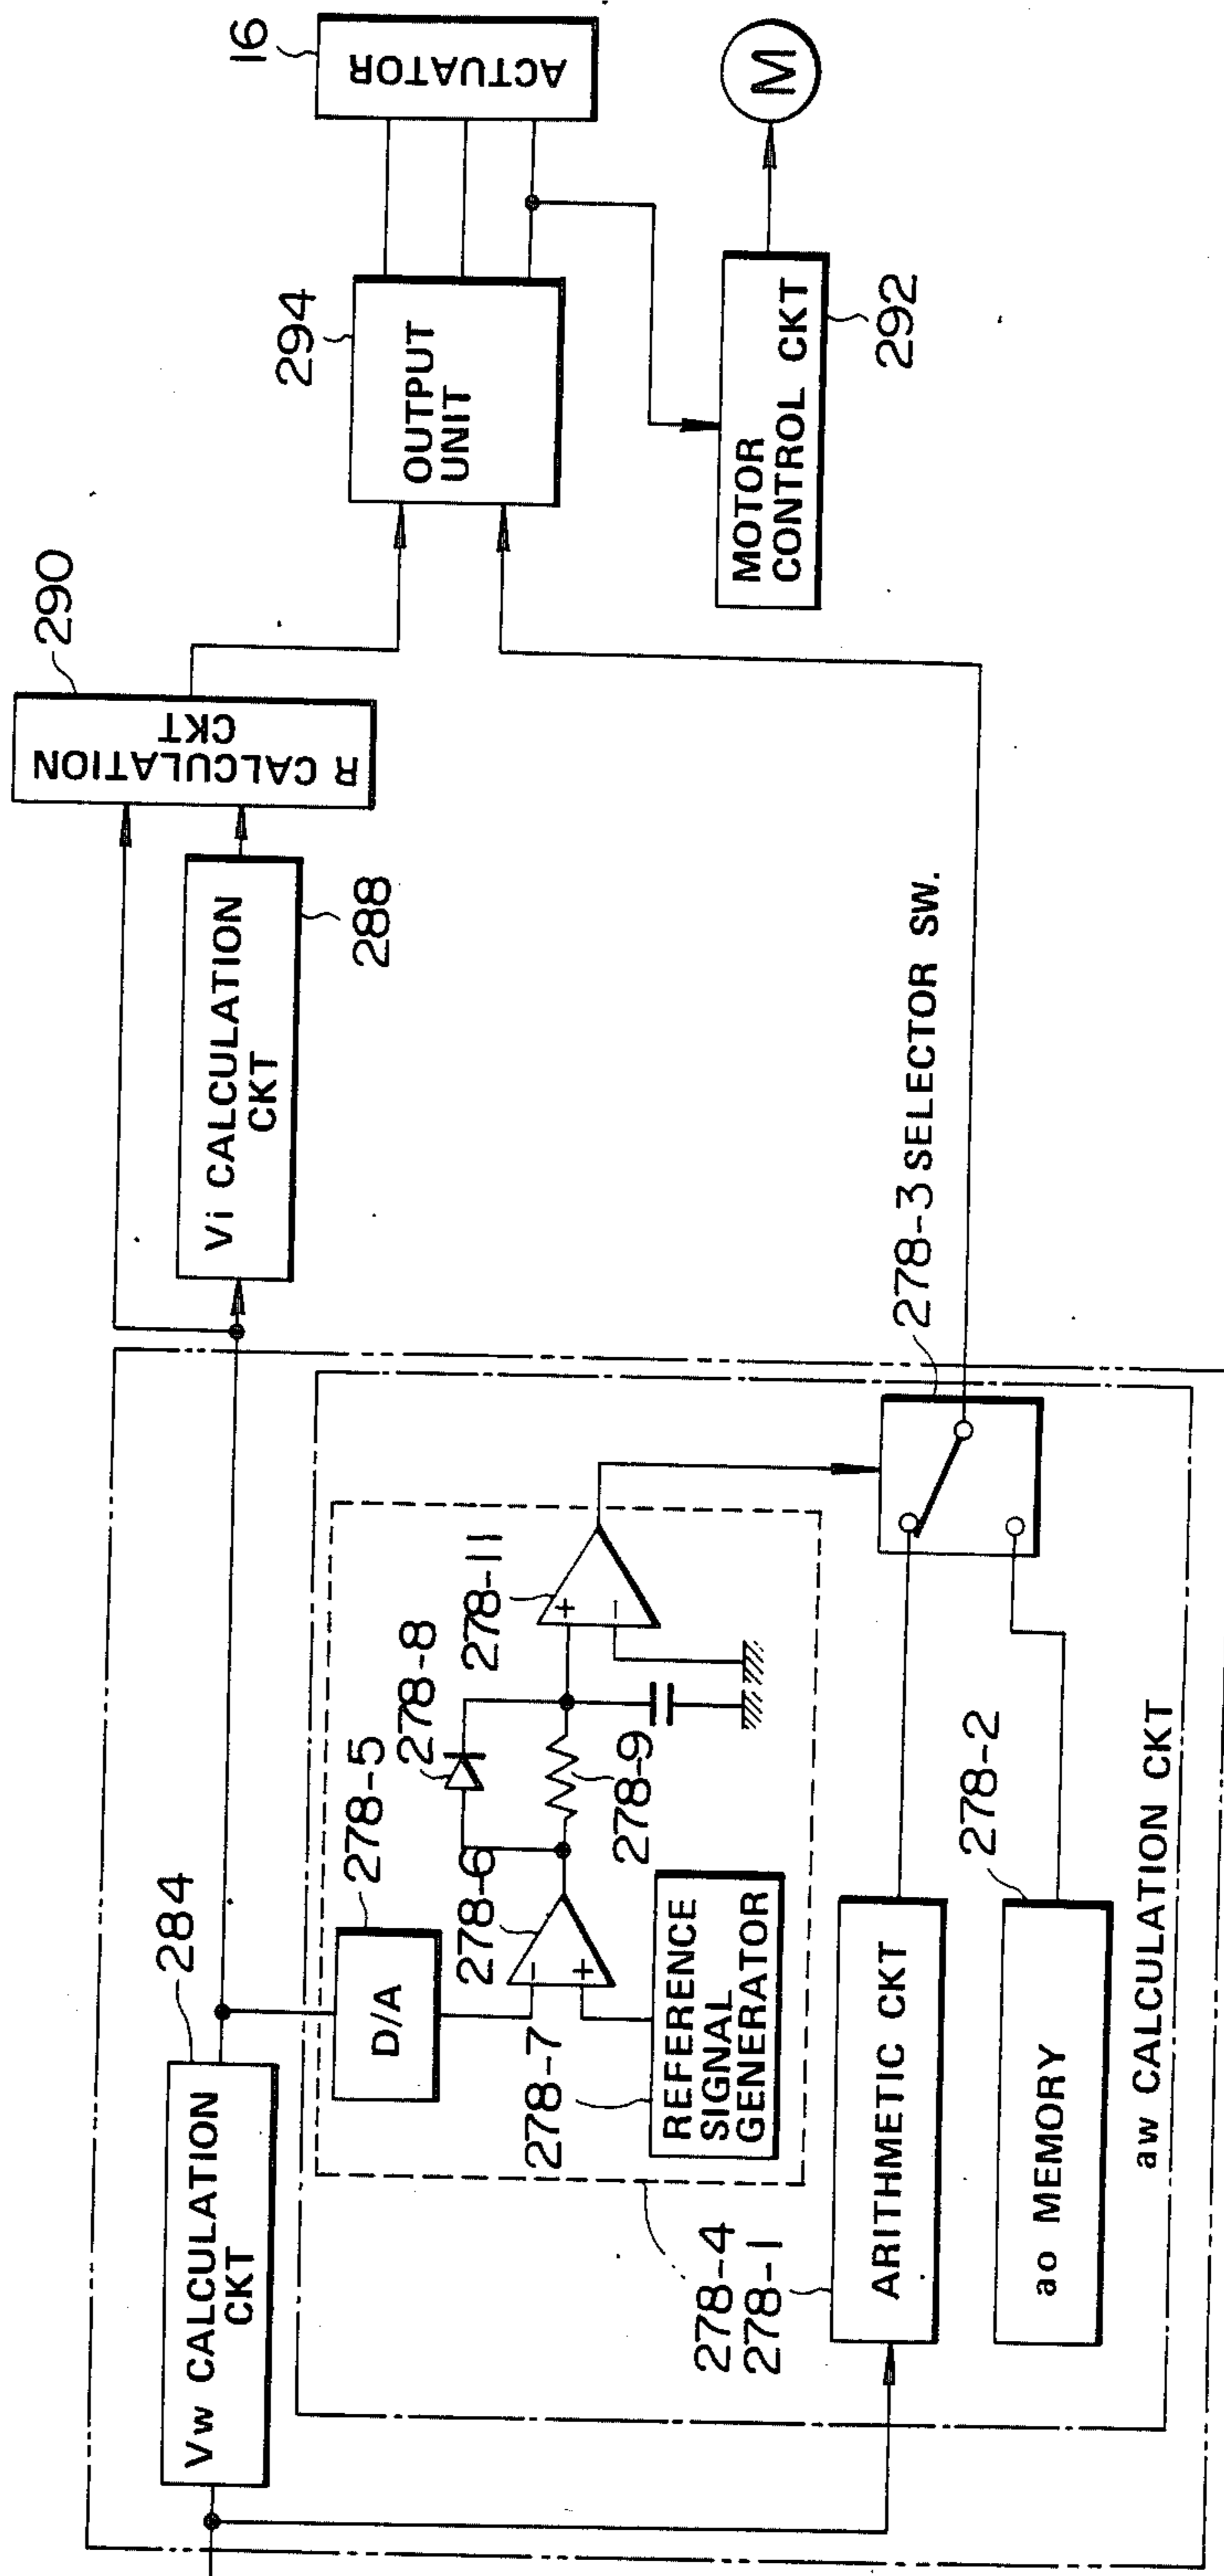 284
Vw CALCULATION
CKT
Vi CALCULATION
CKT
288
290
R CALCULATION
CKT
294
OUTPUT
UNIT
16
ACTUATOR
M
MOTOR
CONTROL CKT
292
278-5
D/A
278-6
278-7
REFERENCE
SIGNAL
GENERATOR
278-8
278-9
278-11
+
−
−
+
278-4
278-1
ARITHMETIC CKT
278-2
ao MEMORY
278-3 SELECTOR SW.
aw CALCULATION CKT